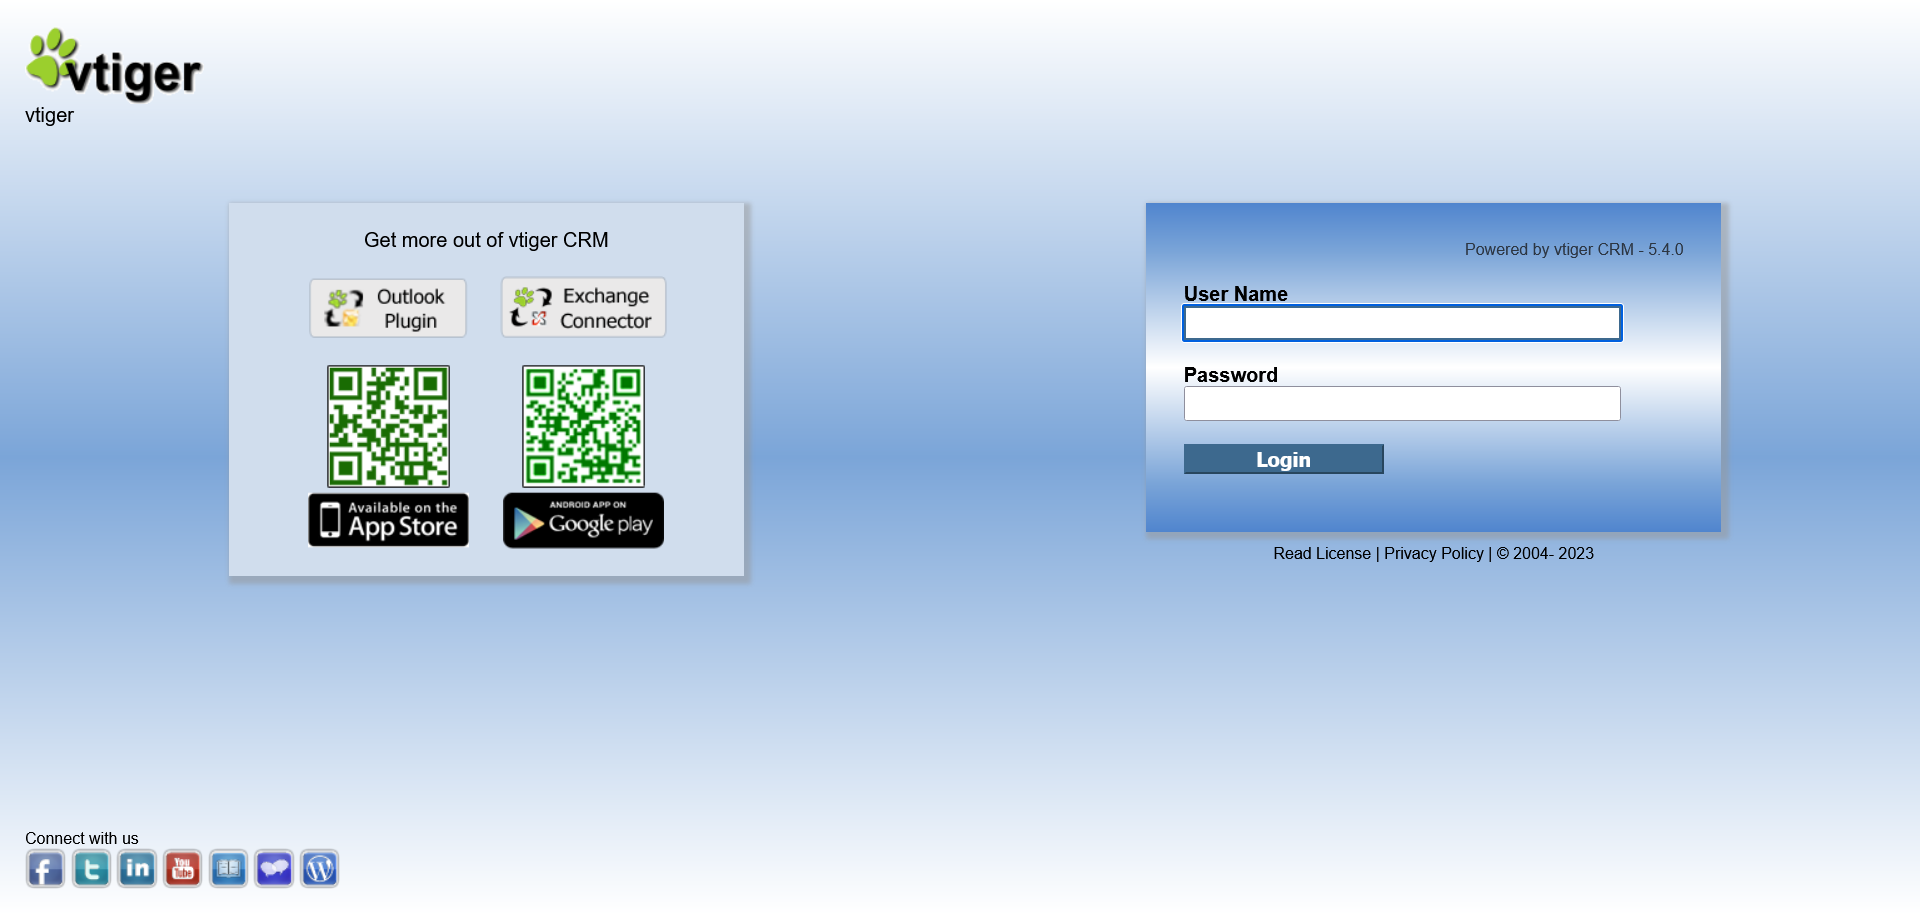 vtiger
vtiger
Get more out of vtiger CRM
Outlook
Plugin
Exchange
Connector
Available on the
App Store
ANDROID APP ON
Google play
Powered by vtiger CRM - 5.4.0
User Name
Password
Login
Read License | Privacy Policy | © 2004- 2023
Connect with us
f
t
in
You
Tube
W